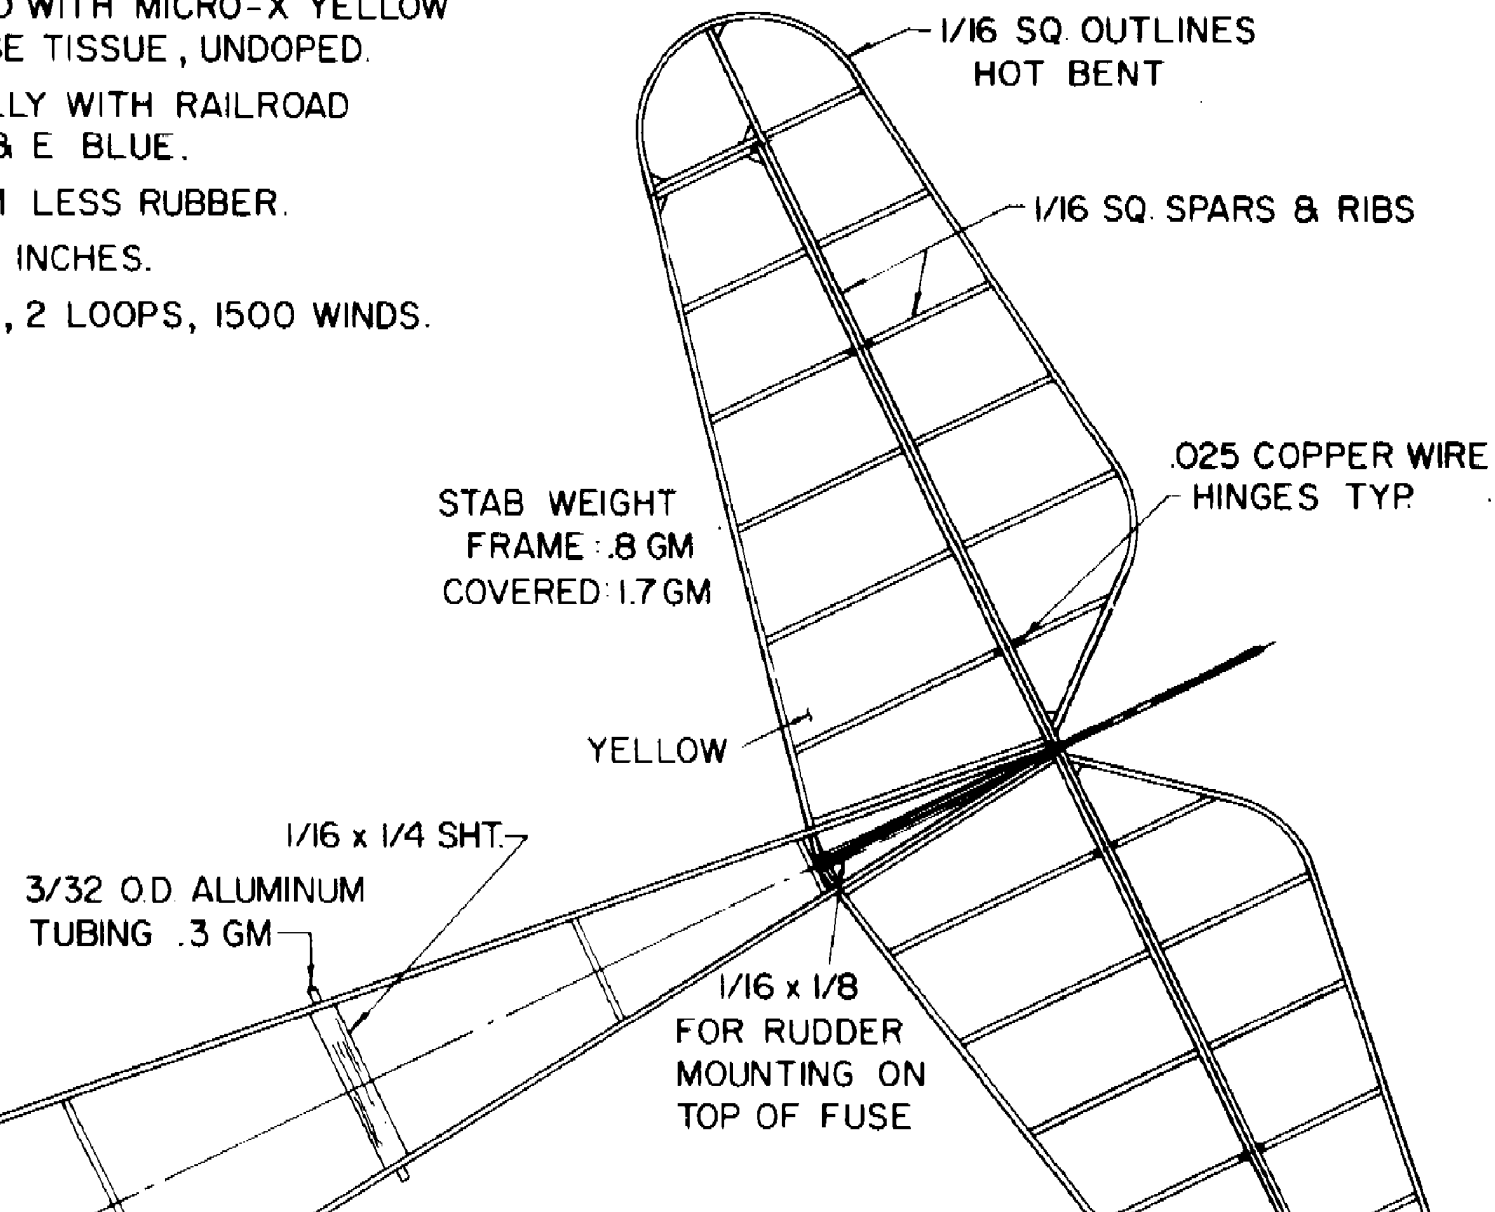 WITH MICRO-X YELLOW
SE TISSUE, UNDOPED.
LLY WITH RAILROAD
& E BLUE.
LESS RUBBER.
INCHES.
, 2 LOOPS, 1500 WINDS.
1/16 SQ. OUTLINES
HOT BENT
1/16 SQ. SPARS & RIBS
.025 COPPER WIRE
HINGES TYP.
STAB WEIGHT
FRAME: .8 GM
COVERED: 1.7 GM
YELLOW
1/16 x 1/4 SHT.
3/32 O.D. ALUMINUM
TUBING .3 GM
1/16 x 1/8
FOR RUDDER
MOUNTING ON
TOP OF FUSE